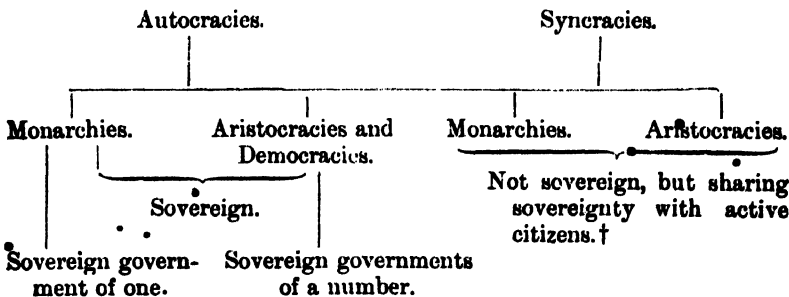 Autocracies. Syncracies.
Monarchies. Aristocracies and Democracies. Monarchies. Aristocracies.
Sovereign.
Not sovereign, but sharing
sovereignty with active
citizens.†
Sovereign govern-
ment of one.
Sovereign governments
of a number.